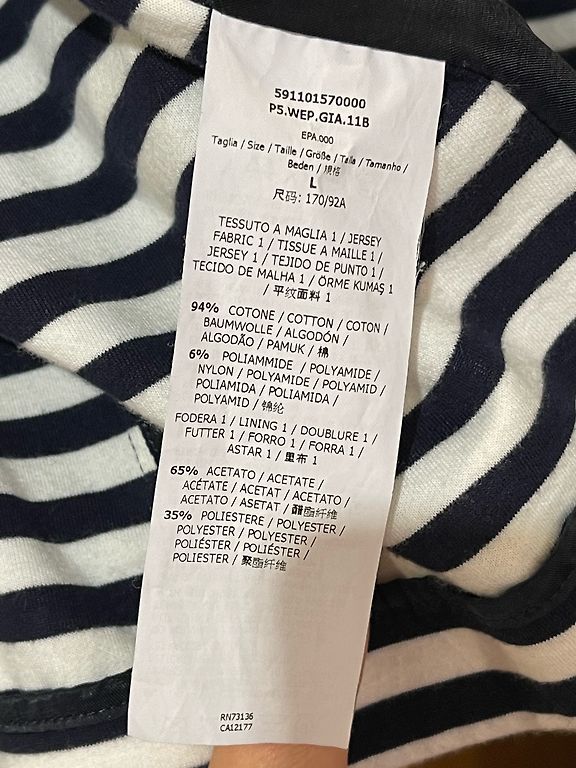 591101570000
P5.WEP.GIA.11B
EPA.000
Taglia / Size / Taille / Größe / Talla / Tamanho /
Beden / 规格
L
尺码: 170/92A
TESSUTO A MAGLIA 1 / JERSEY
FABRIC 1 / TISSUE A MAILLE 1 /
JERSEY 1 / TEJIDO DE PUNTO 1 /
TECIDO DE MALHA 1 / ÖRME KUMAŞ 1
/ 平纹面料 1
94% COTONE / COTTON / COTON /
BAUMWOLLE / ALGODÓN /
ALGODÃO / PAMUK / 棉
6% POLIAMMIDE / POLYAMIDE /
NYLON / POLYAMIDE / POLYAMID /
POLIAMIDA / POLIAMIDA /
POLYAMID / 锦纶
FODERA 1 / LINING 1 / DOUBLURE 1 /
FUTTER 1 / FORRO 1 / FORRA 1 /
ASTAR 1 / 里布 1
65% ACETATO / ACETATE /
ACÉTATE / ACETAT / ACETATO /
ACETATO / ASETAT / 醋酯纤维
35% POLIESTERE / POLYESTER /
POLYESTER / POLYESTER /
POLIÉSTER / POLIÉSTER /
POLIESTER / 聚酯纤维
RN73136
CA12177